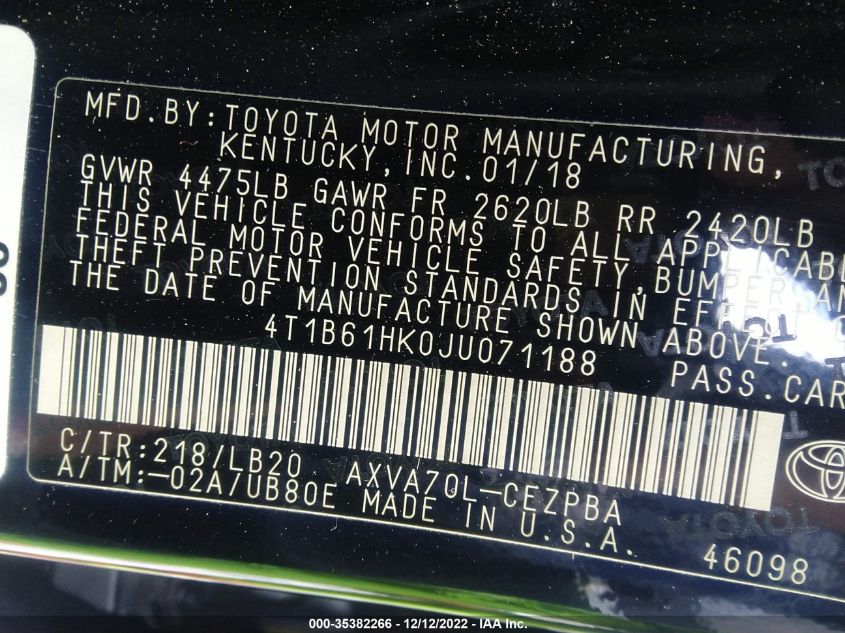 MFD.BY:TOYOTA MOTOR MANUFACTURING,
KENTUCKY,INC.01/18
GVWR 4475LB GAWR FR 2620LB RR 2420LB
THIS VEHICLE CONFORMS TO ALL
FEDERAL MOTOR VEHICLE SAFETY,BUMPER,
THEFT PREVENTION STANDARDS IN EFFECT
THE DATE OF MANUFACTURE SHOWN ABOVE.
4T1B61HK0JU071188
PASS.CAR
C/TR:218/LB20 AXVA70L-CEZPBA
A/TM:-02A/UB80E MADE IN U.S.A.
46098
000-35382266 - 12/12/2022 - IAA Inc.